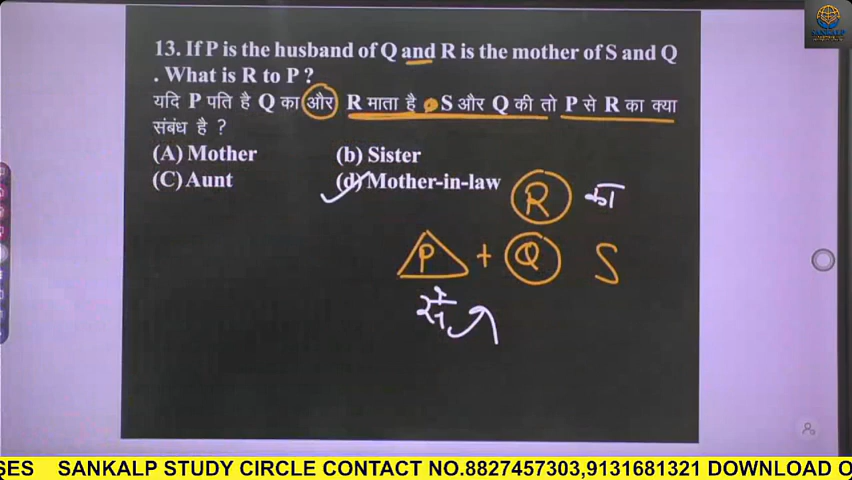 13. If P is the husband of Q and R is the mother of S and Q
. What is R to P ?
यदि P पति है Q का और R माता है , S और Q की तो P से R का क्या
संबंध है ?
(A) Mother (b) Sister
(C) Aunt (d) Mother-in-law
R का
P + Q S
से
SES SANKALP STUDY CIRCLE CONTACT NO.8827457303,9131681321 DOWNLOAD O